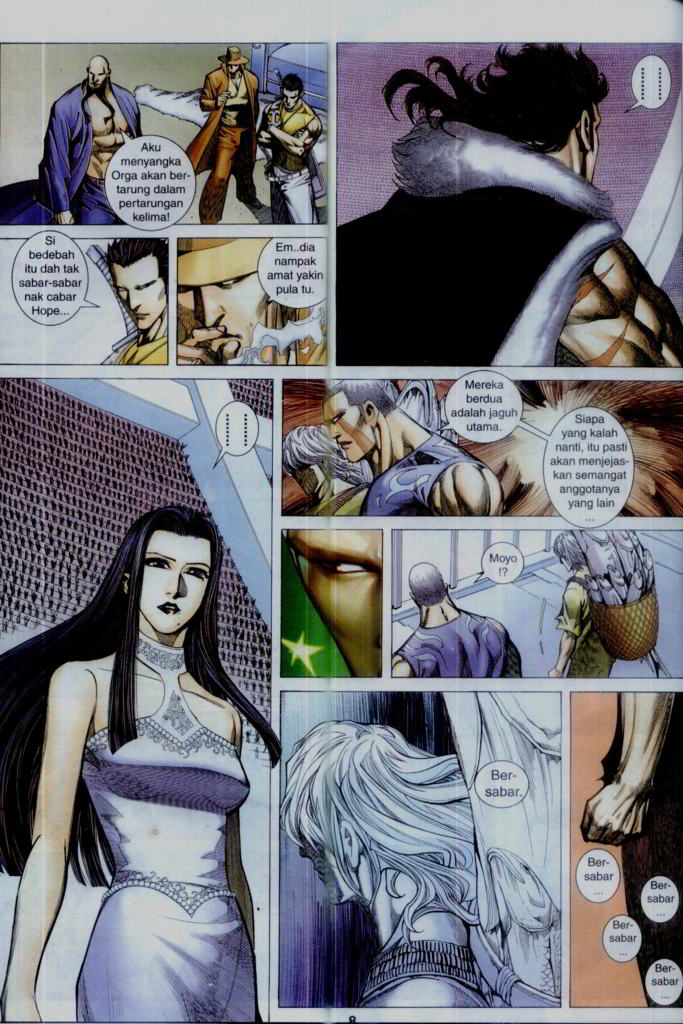 Aku
menyangka
Orga akan ber-
tarung dalam
pertarungan
kelima!
.......
Si
bedebah
itu dah tak
sabar-sabar
nak cabar
Hope...
Em..dia
nampak
amat yakin
pula tu.
.......
Mereka
berdua
adalah jaguh
utama.
Siapa
yang kalah
nanti, itu pasti
akan menjejas-
kan semangat
anggotanya
yang lain
...
Moyo
!?
Ber-
sabar.
Ber-
sabar
...
Ber-
sabar
...
Ber-
sabar
...
Ber-
sabar
...
8